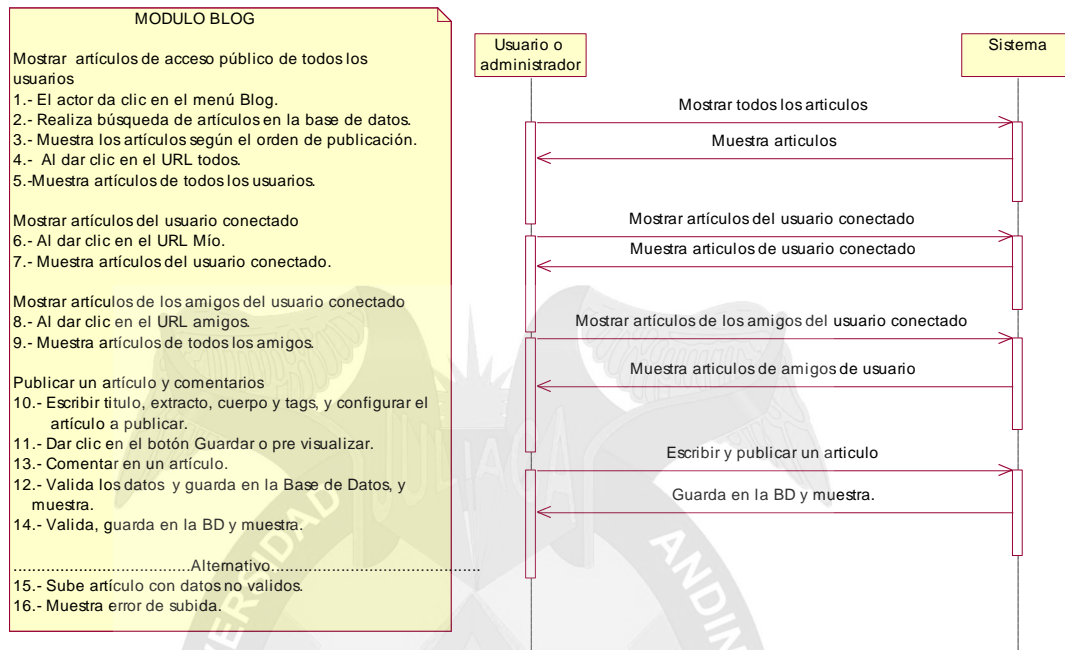 MODULO BLOG
Mostrar artículos de acceso público de todos los
usuarios
1.- El actor da clic en el menú Blog.
2.- Realiza búsqueda de artículos en la base de datos.
3.- Muestra los artículos según el orden de publicación.
4.- Al dar clic en el URL todos.
5.-Muestra artículos de todos los usuarios.
Mostrar artículos del usuario conectado
6.- Al dar clic en el URL Mío.
7.- Muestra artículos del usuario conectado.
Mostrar artículos de los amigos del usuario conectado
8.- Al dar clic en el URL amigos.
9.- Muestra artículos de todos los amigos.
Publicar un artículo y comentarios
10.- Escribir titulo, extracto, cuerpo y tags, y configurar el
artículo a publicar.
11.- Dar clic en el botón Guardar o pre visualizar.
13.- Comentar en un artículo.
12.- Valida los datos y guarda en la Base de Datos, y
muestra.
14.- Valida, guarda en la BD y muestra.
......................................Alternativo.............................................
15.- Sube artículo con datos no validos.
16.- Muestra error de subida.
Usuario o
administrador
Sistema
Mostrar todos los articulos
Muestra articulos
Mostrar artículos del usuario conectado
Muestra articulos de usuario conectado
Mostrar artículos de los amigos del usuario conectado
Muestra articulos de amigos de usuario
Escribir y publicar un articulo
Guarda en la BD y muestra.
JULIACA
ERSIDAD
ANDIN